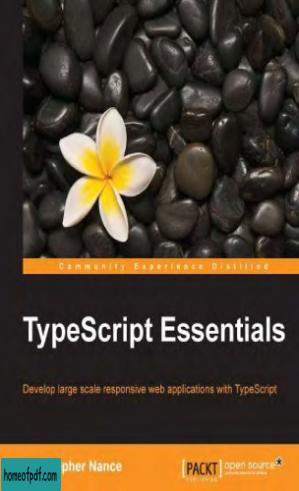 Community Experience Distilled
TypeScript Essentials
Develop large scale responsive web applications with TypeScript
pher Nance
homeofpdf.com
[PACKT]
PUBLISHING
open source*